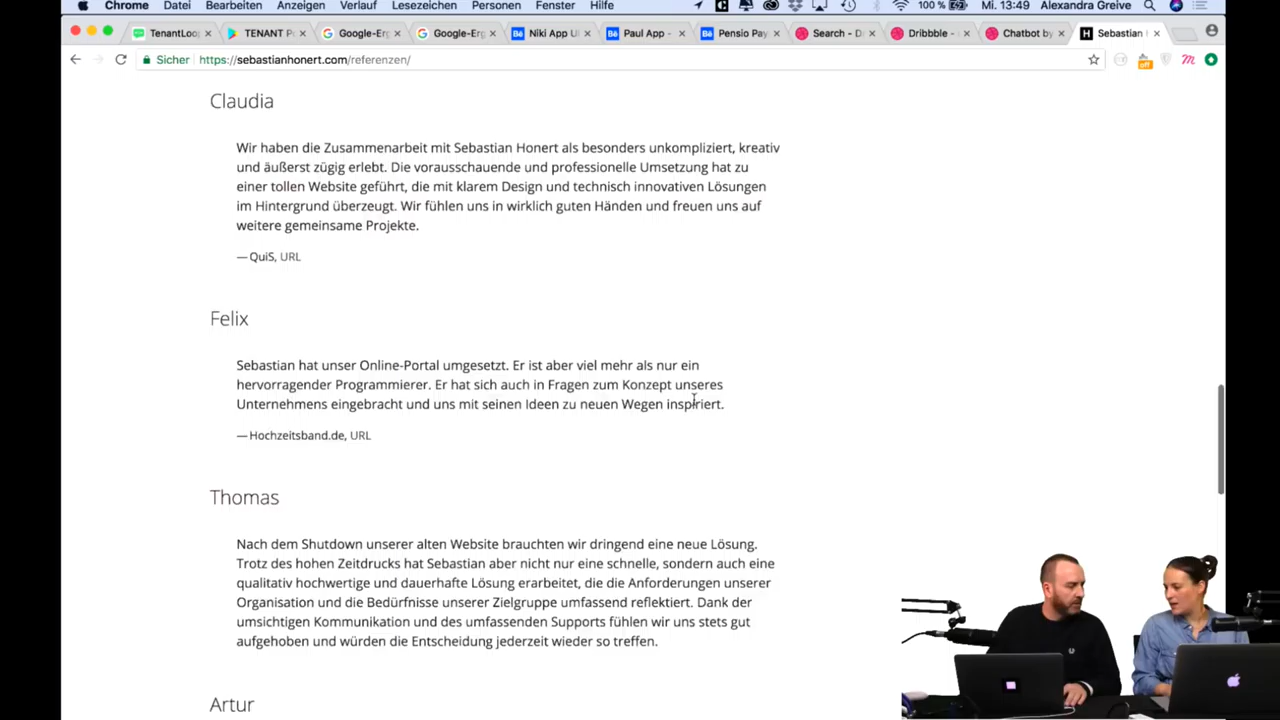 Chrome Datei Bearbeiten Anzeigen Verlauf Lesezeichen Personen Fenster Hilfe 100 % Mi. 13:49 Alexandra Greive
TenantLoo TENANT P Google-Erg Google-Erg Niki App U Paul App - Pensio Pay Search - D Dribbble - Chatbot by Sebastian
Sicher https://sebastianhonert.com/referenzen/ off
Claudia
Wir haben die Zusammenarbeit mit Sebastian Honert als besonders unkompliziert, kreativ
und äußerst zügig erlebt. Die vorausschauende und professionelle Umsetzung hat zu
einer tollen Website geführt, die mit klarem Design und technisch innovativen Lösungen
im Hintergrund überzeugt. Wir fühlen uns in wirklich guten Händen und freuen uns auf
weitere gemeinsame Projekte.
— QuiS, URL
Felix
Sebastian hat unser Online-Portal umgesetzt. Er ist aber viel mehr als nur ein
hervorragender Programmierer. Er hat sich auch in Fragen zum Konzept unseres
Unternehmens eingebracht und uns mit seinen Ideen zu neuen Wegen inspiriert.
— Hochzeitsband.de, URL
Thomas
Nach dem Shutdown unserer alten Website brauchten wir dringend eine neue Lösung.
Trotz des hohen Zeitdrucks hat Sebastian aber nicht nur eine schnelle, sondern auch eine
qualitativ hochwertige und dauerhafte Lösung erarbeitet, die die Anforderungen unserer
Organisation und die Bedürfnisse unserer Zielgruppe umfassend reflektiert. Dank der
umsichtigen Kommunikation und des umfassenden Supports fühlen wir uns stets gut
aufgehoben und würden die Entscheidung jederzeit wieder so treffen.
Artur